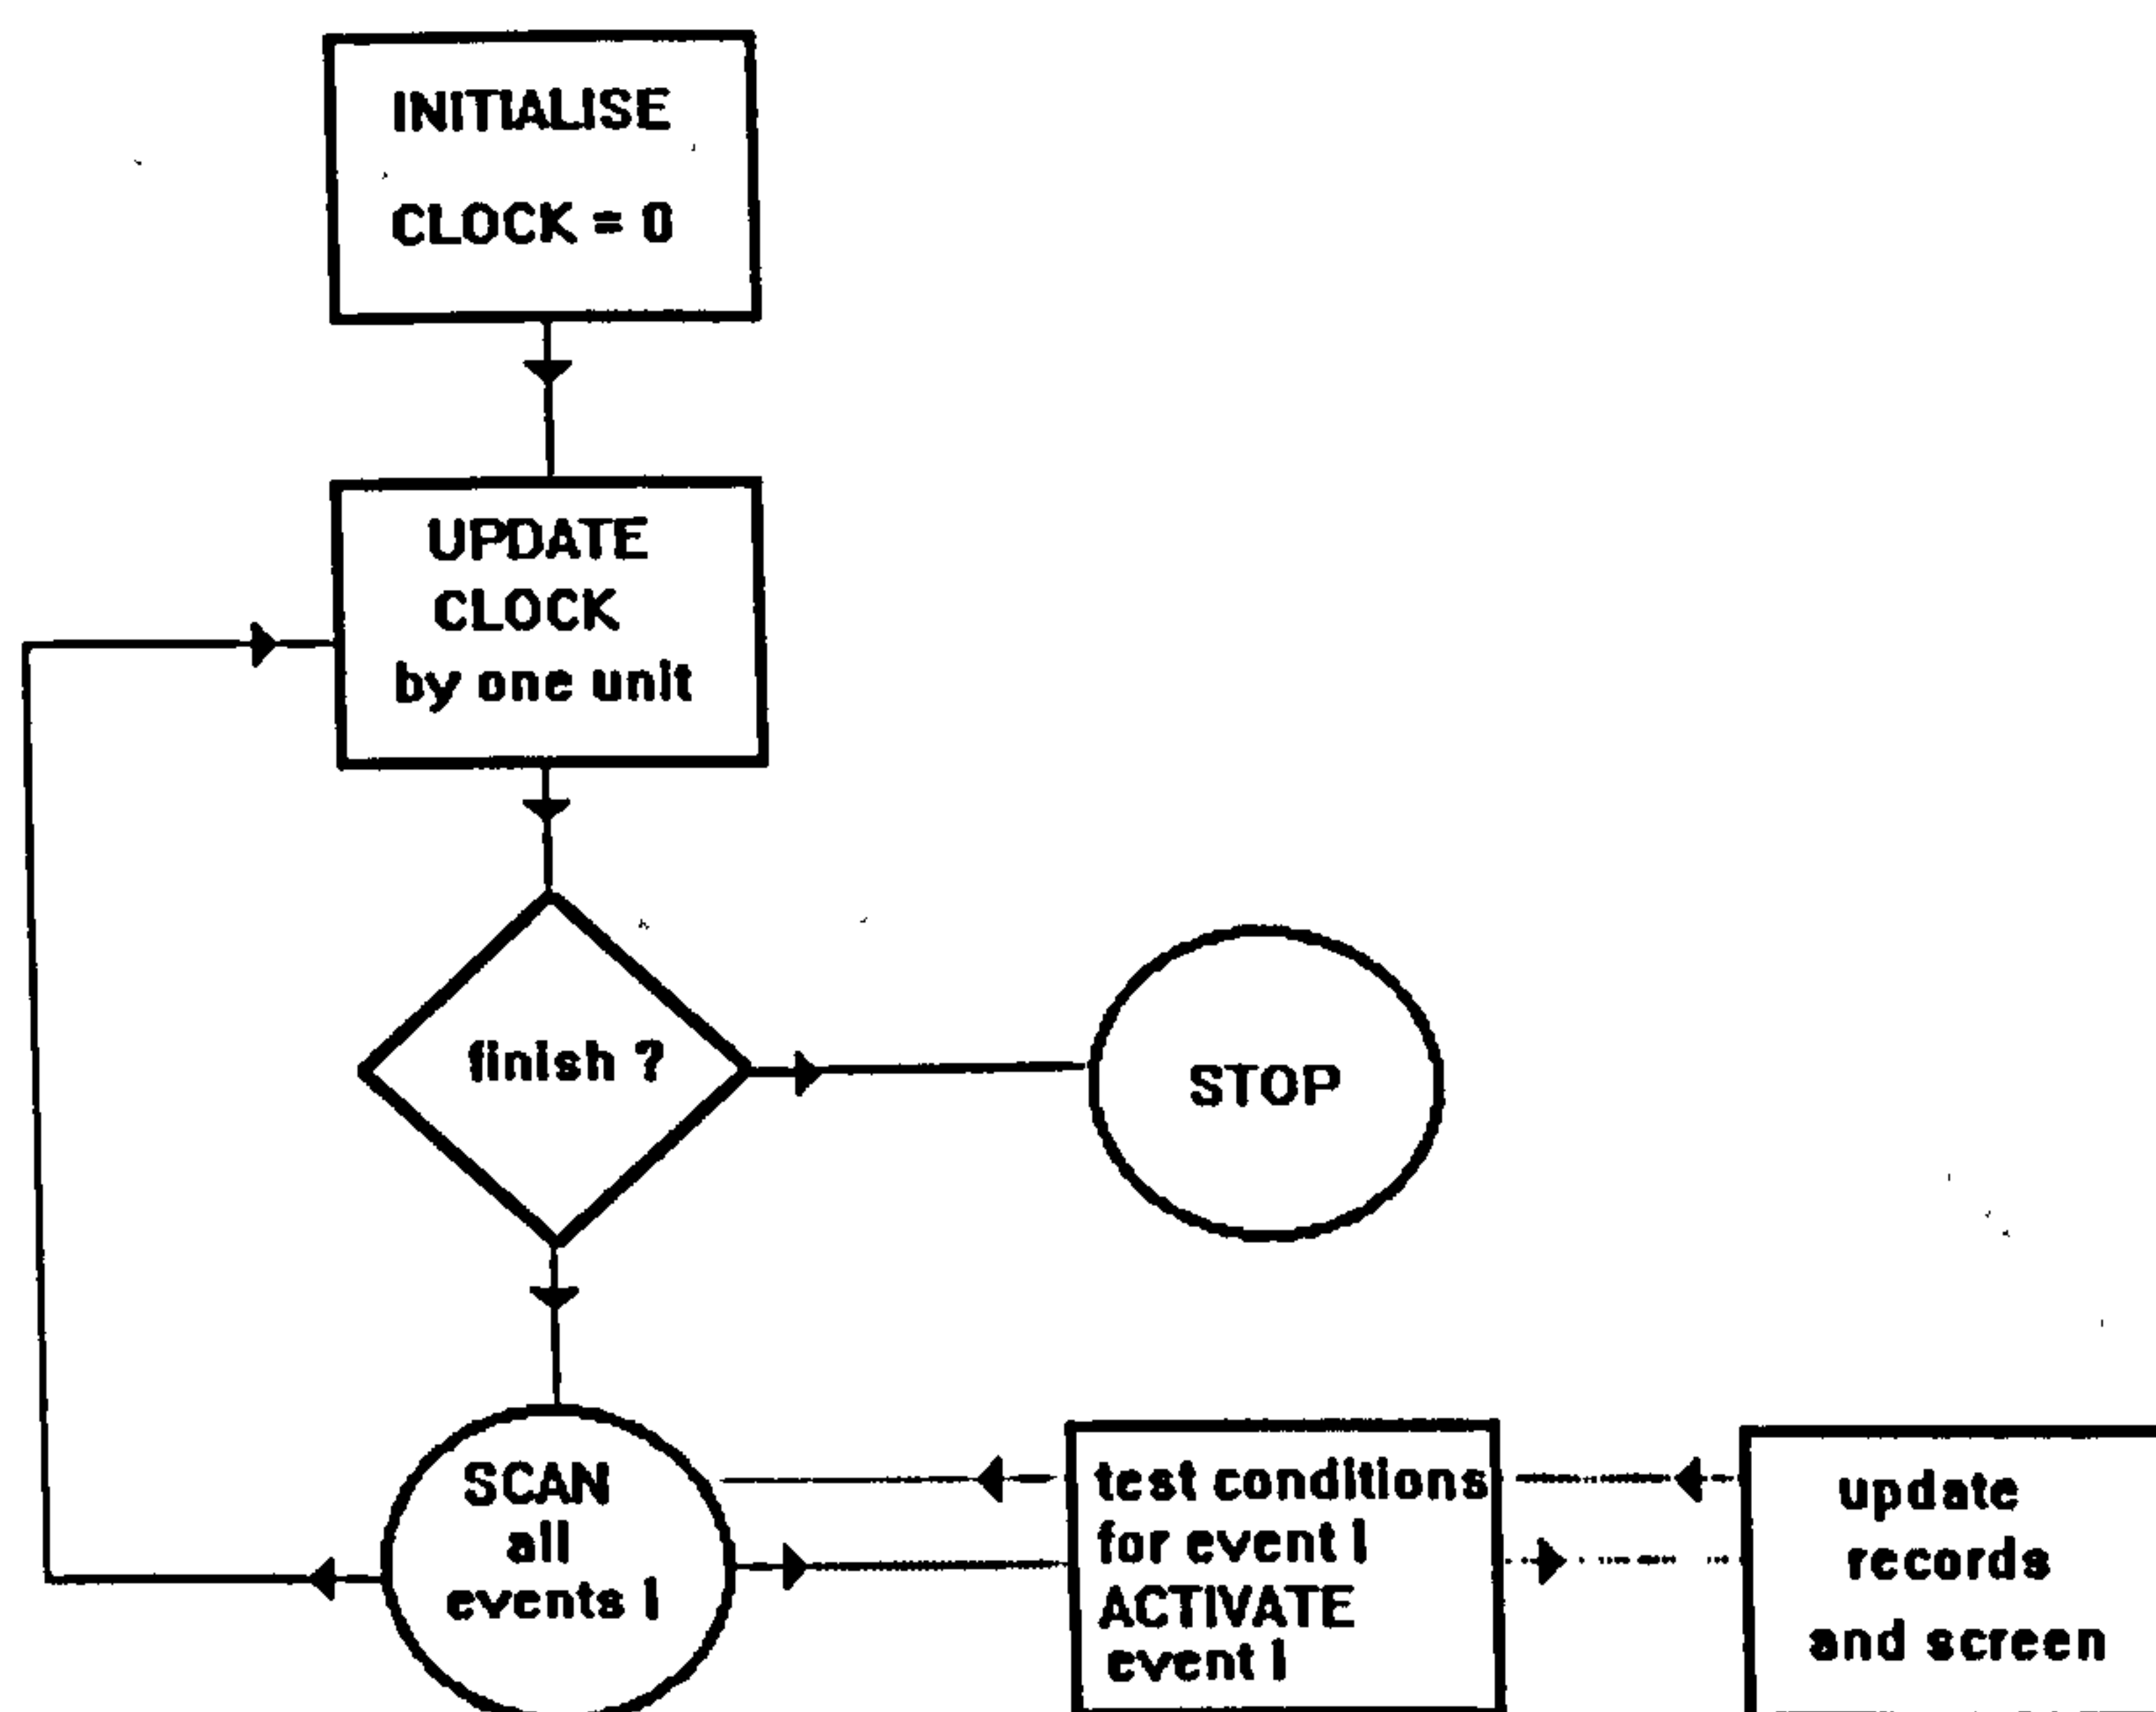 INITIALISE
CLOCK = 0
UPDATE
CLOCK
by one unit
finish ?
STOP
SCAN
all
events I
test conditions
for event I
ACTIVATE
event I
update
records
and screen